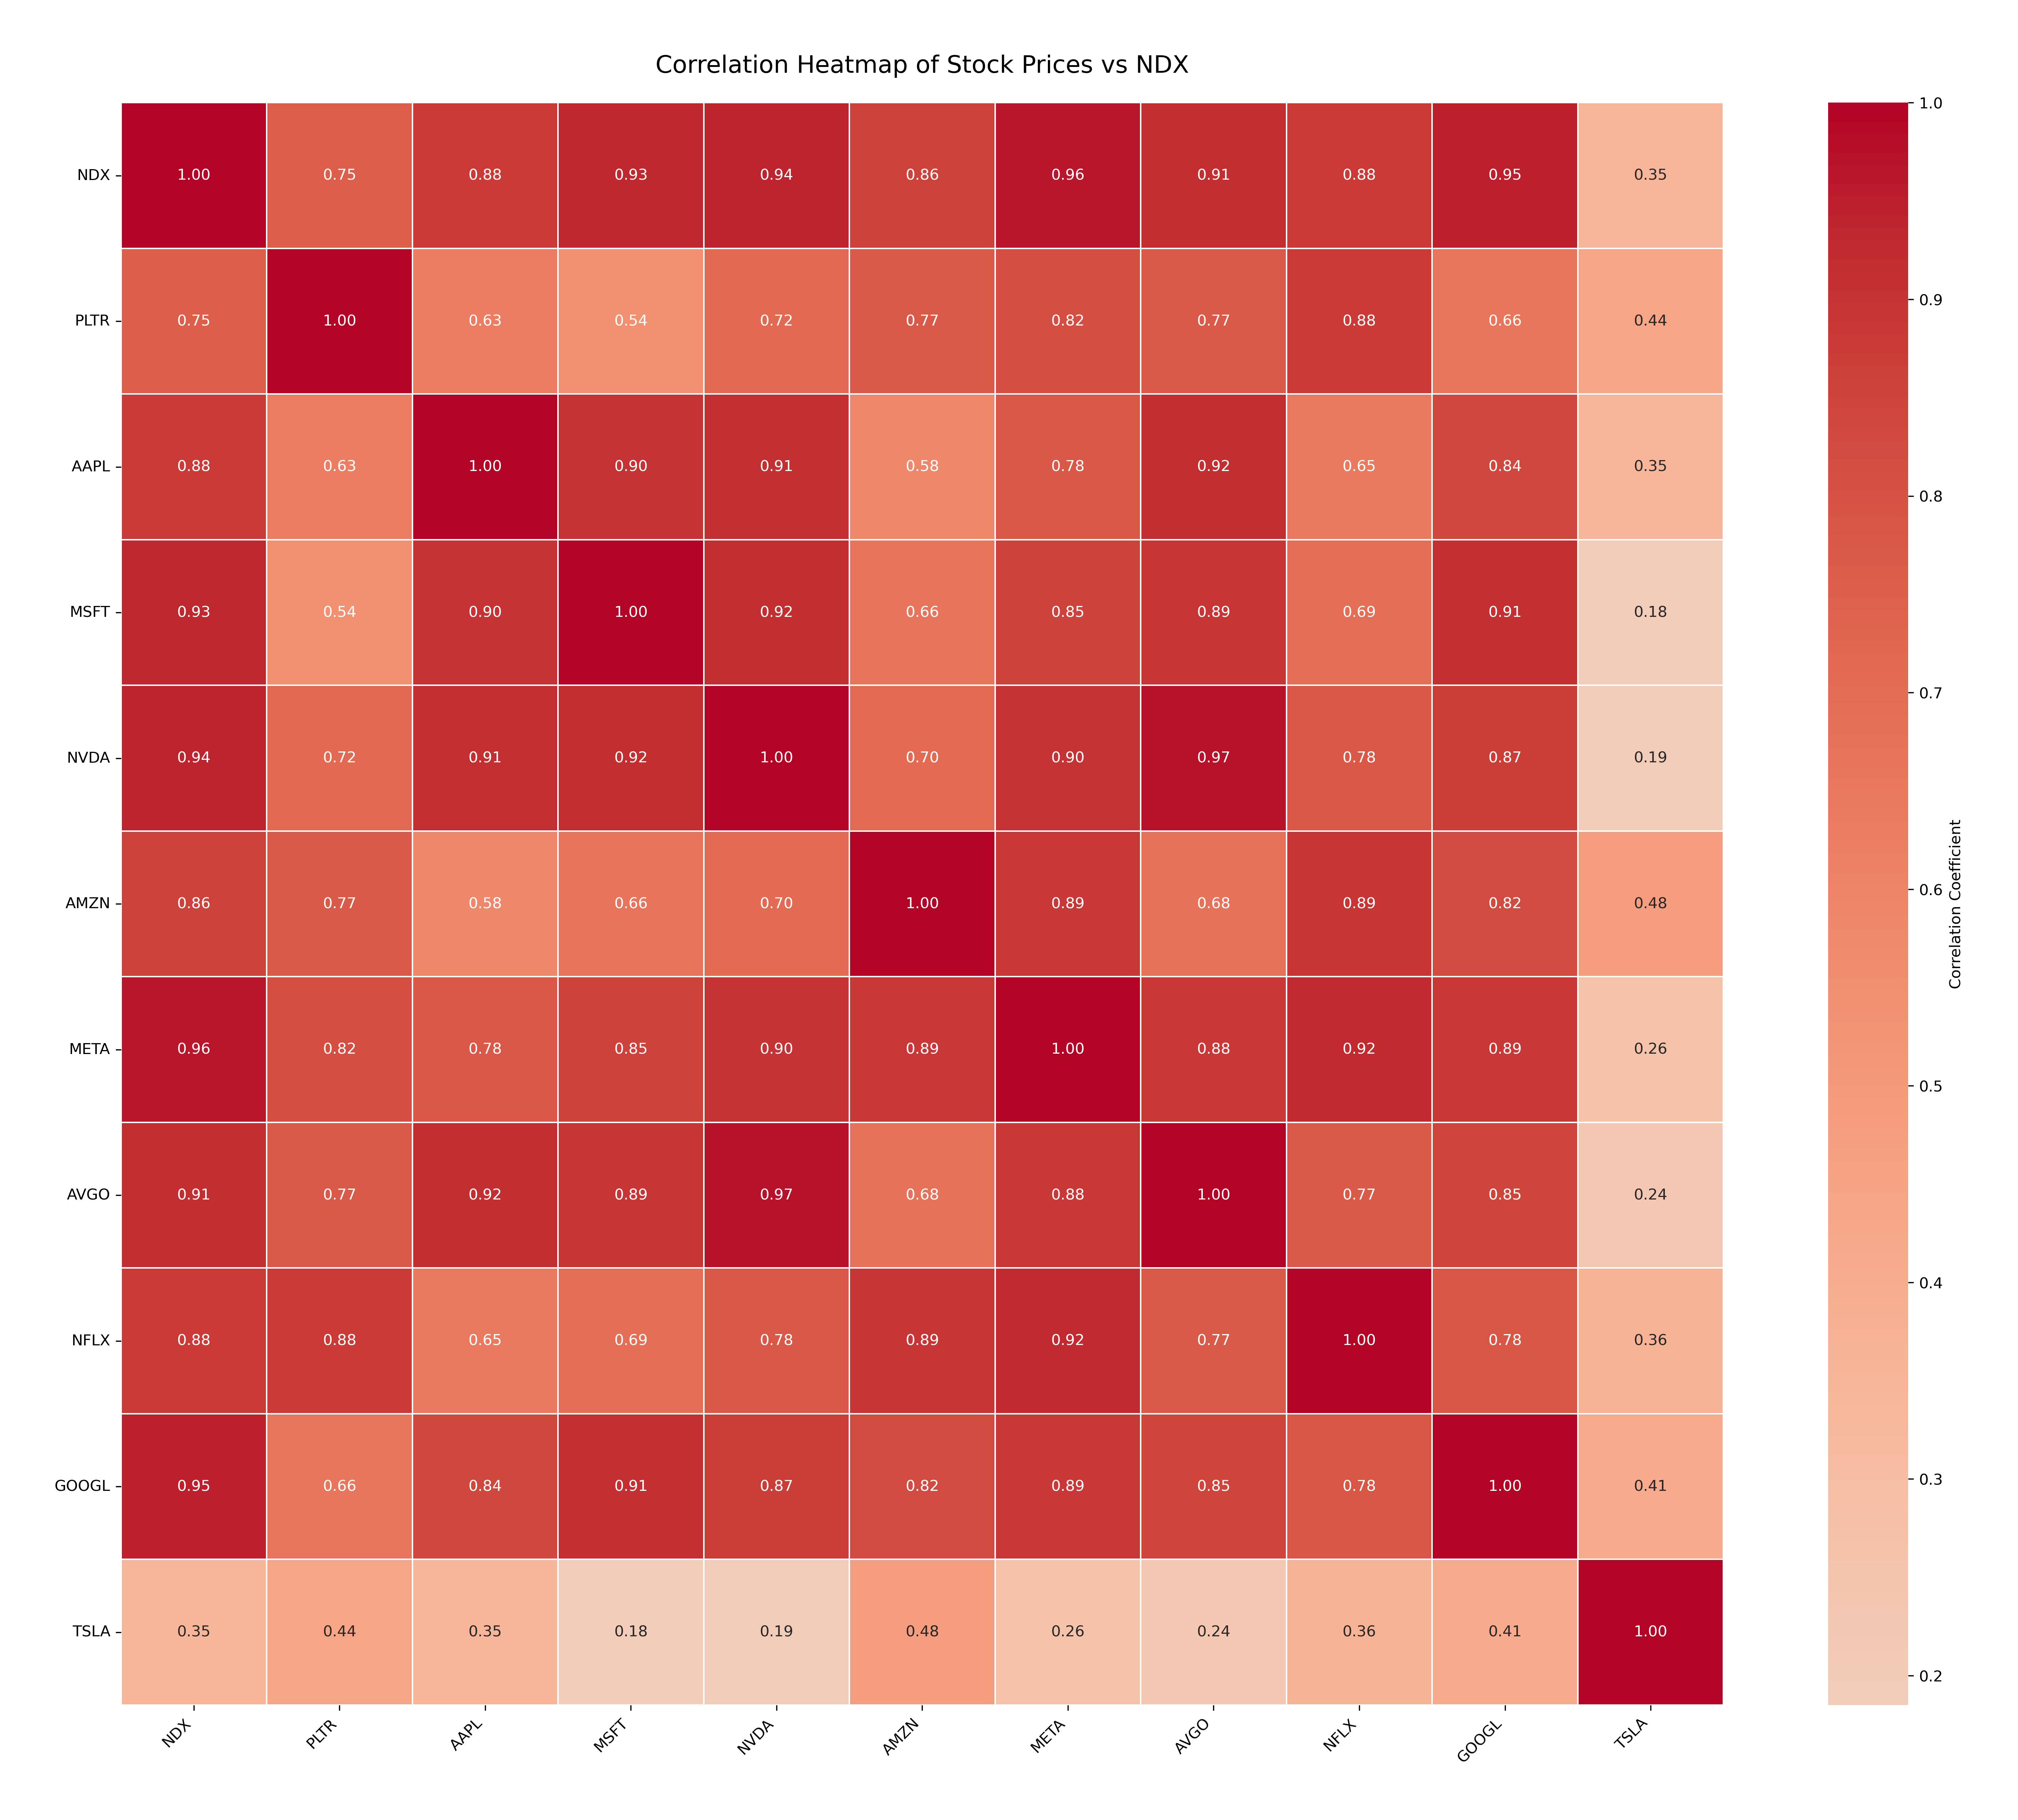 Correlation Heatmap of Stock Prices vs NDX
NDX 1.00 0.75 0.88 0.93 0.94 0.86 0.96 0.91 0.88 0.95 0.35
PLTR 0.75 1.00 0.63 0.54 0.72 0.77 0.82 0.77 0.88 0.66 0.44
AAPL 0.88 0.63 1.00 0.90 0.91 0.58 0.78 0.92 0.65 0.84 0.35
MSFT 0.93 0.54 0.90 1.00 0.92 0.66 0.85 0.89 0.69 0.91 0.18
NVDA 0.94 0.72 0.91 0.92 1.00 0.70 0.90 0.97 0.78 0.87 0.19
AMZN 0.86 0.77 0.58 0.66 0.70 1.00 0.89 0.68 0.89 0.82 0.48
META 0.96 0.82 0.78 0.85 0.90 0.89 1.00 0.88 0.92 0.89 0.26
AVGO 0.91 0.77 0.92 0.89 0.97 0.68 0.88 1.00 0.77 0.85 0.24
NFLX 0.88 0.88 0.65 0.69 0.78 0.89 0.92 0.77 1.00 0.78 0.36
GOOGL 0.95 0.66 0.84 0.91 0.87 0.82 0.89 0.85 0.78 1.00 0.41
TSLA 0.35 0.44 0.35 0.18 0.19 0.48 0.26 0.24 0.36 0.41 1.00
NDX PLTR AAPL MSFT NVDA AMZN META AVGO NFLX GOOGL TSLA
1.0
0.9
0.8
0.7
0.6
0.5
0.4
0.3
0.2
Correlation Coefficient